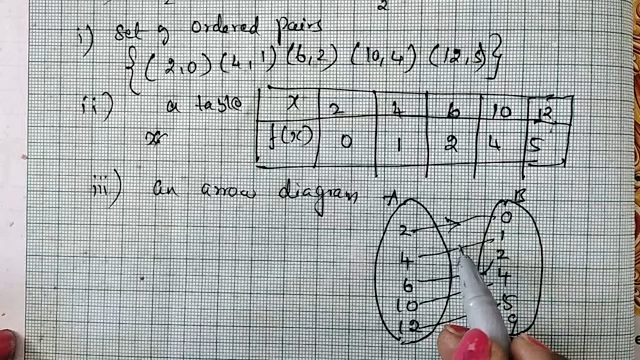 2
i) set of ordered pairs
{(2,0) (4,1) (6,2) (10,4) (12,5)}
ii) a table x 2 4 6 10 12
f(x) 0 1 2 4 5
iii) an arrow diagram A B
2 0
4 1
6 2
10 4
12 5
9